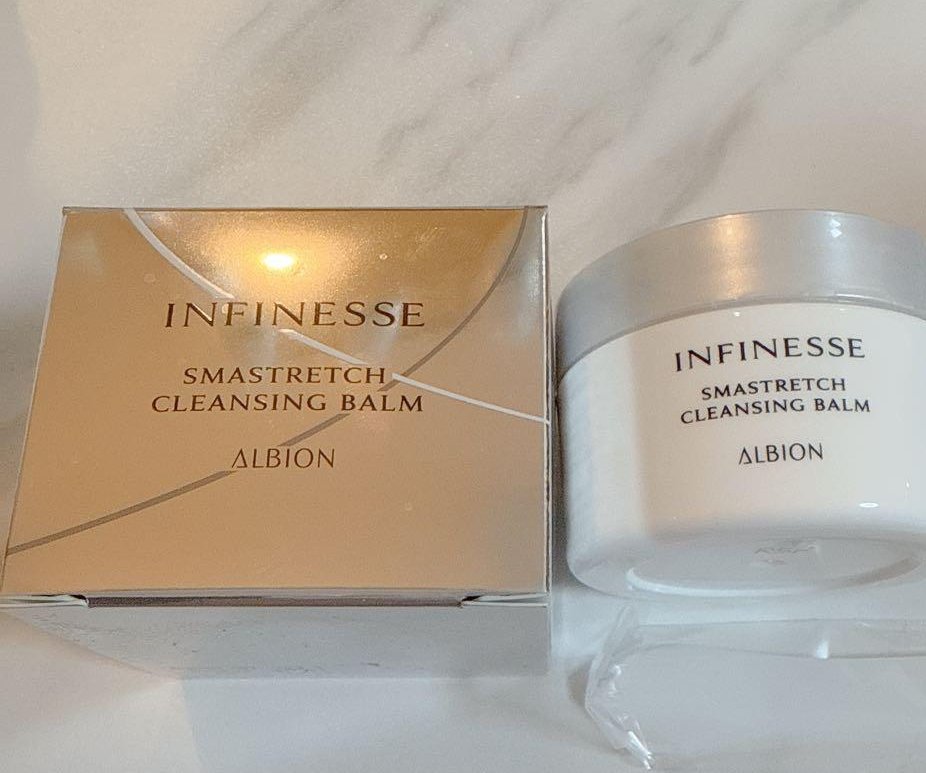 INFINESSE
SMASTRETCH
CLEANSING BALM
ALBION
INFINESSE
SMASTRETCH
CLEANSING BALM
ALBION